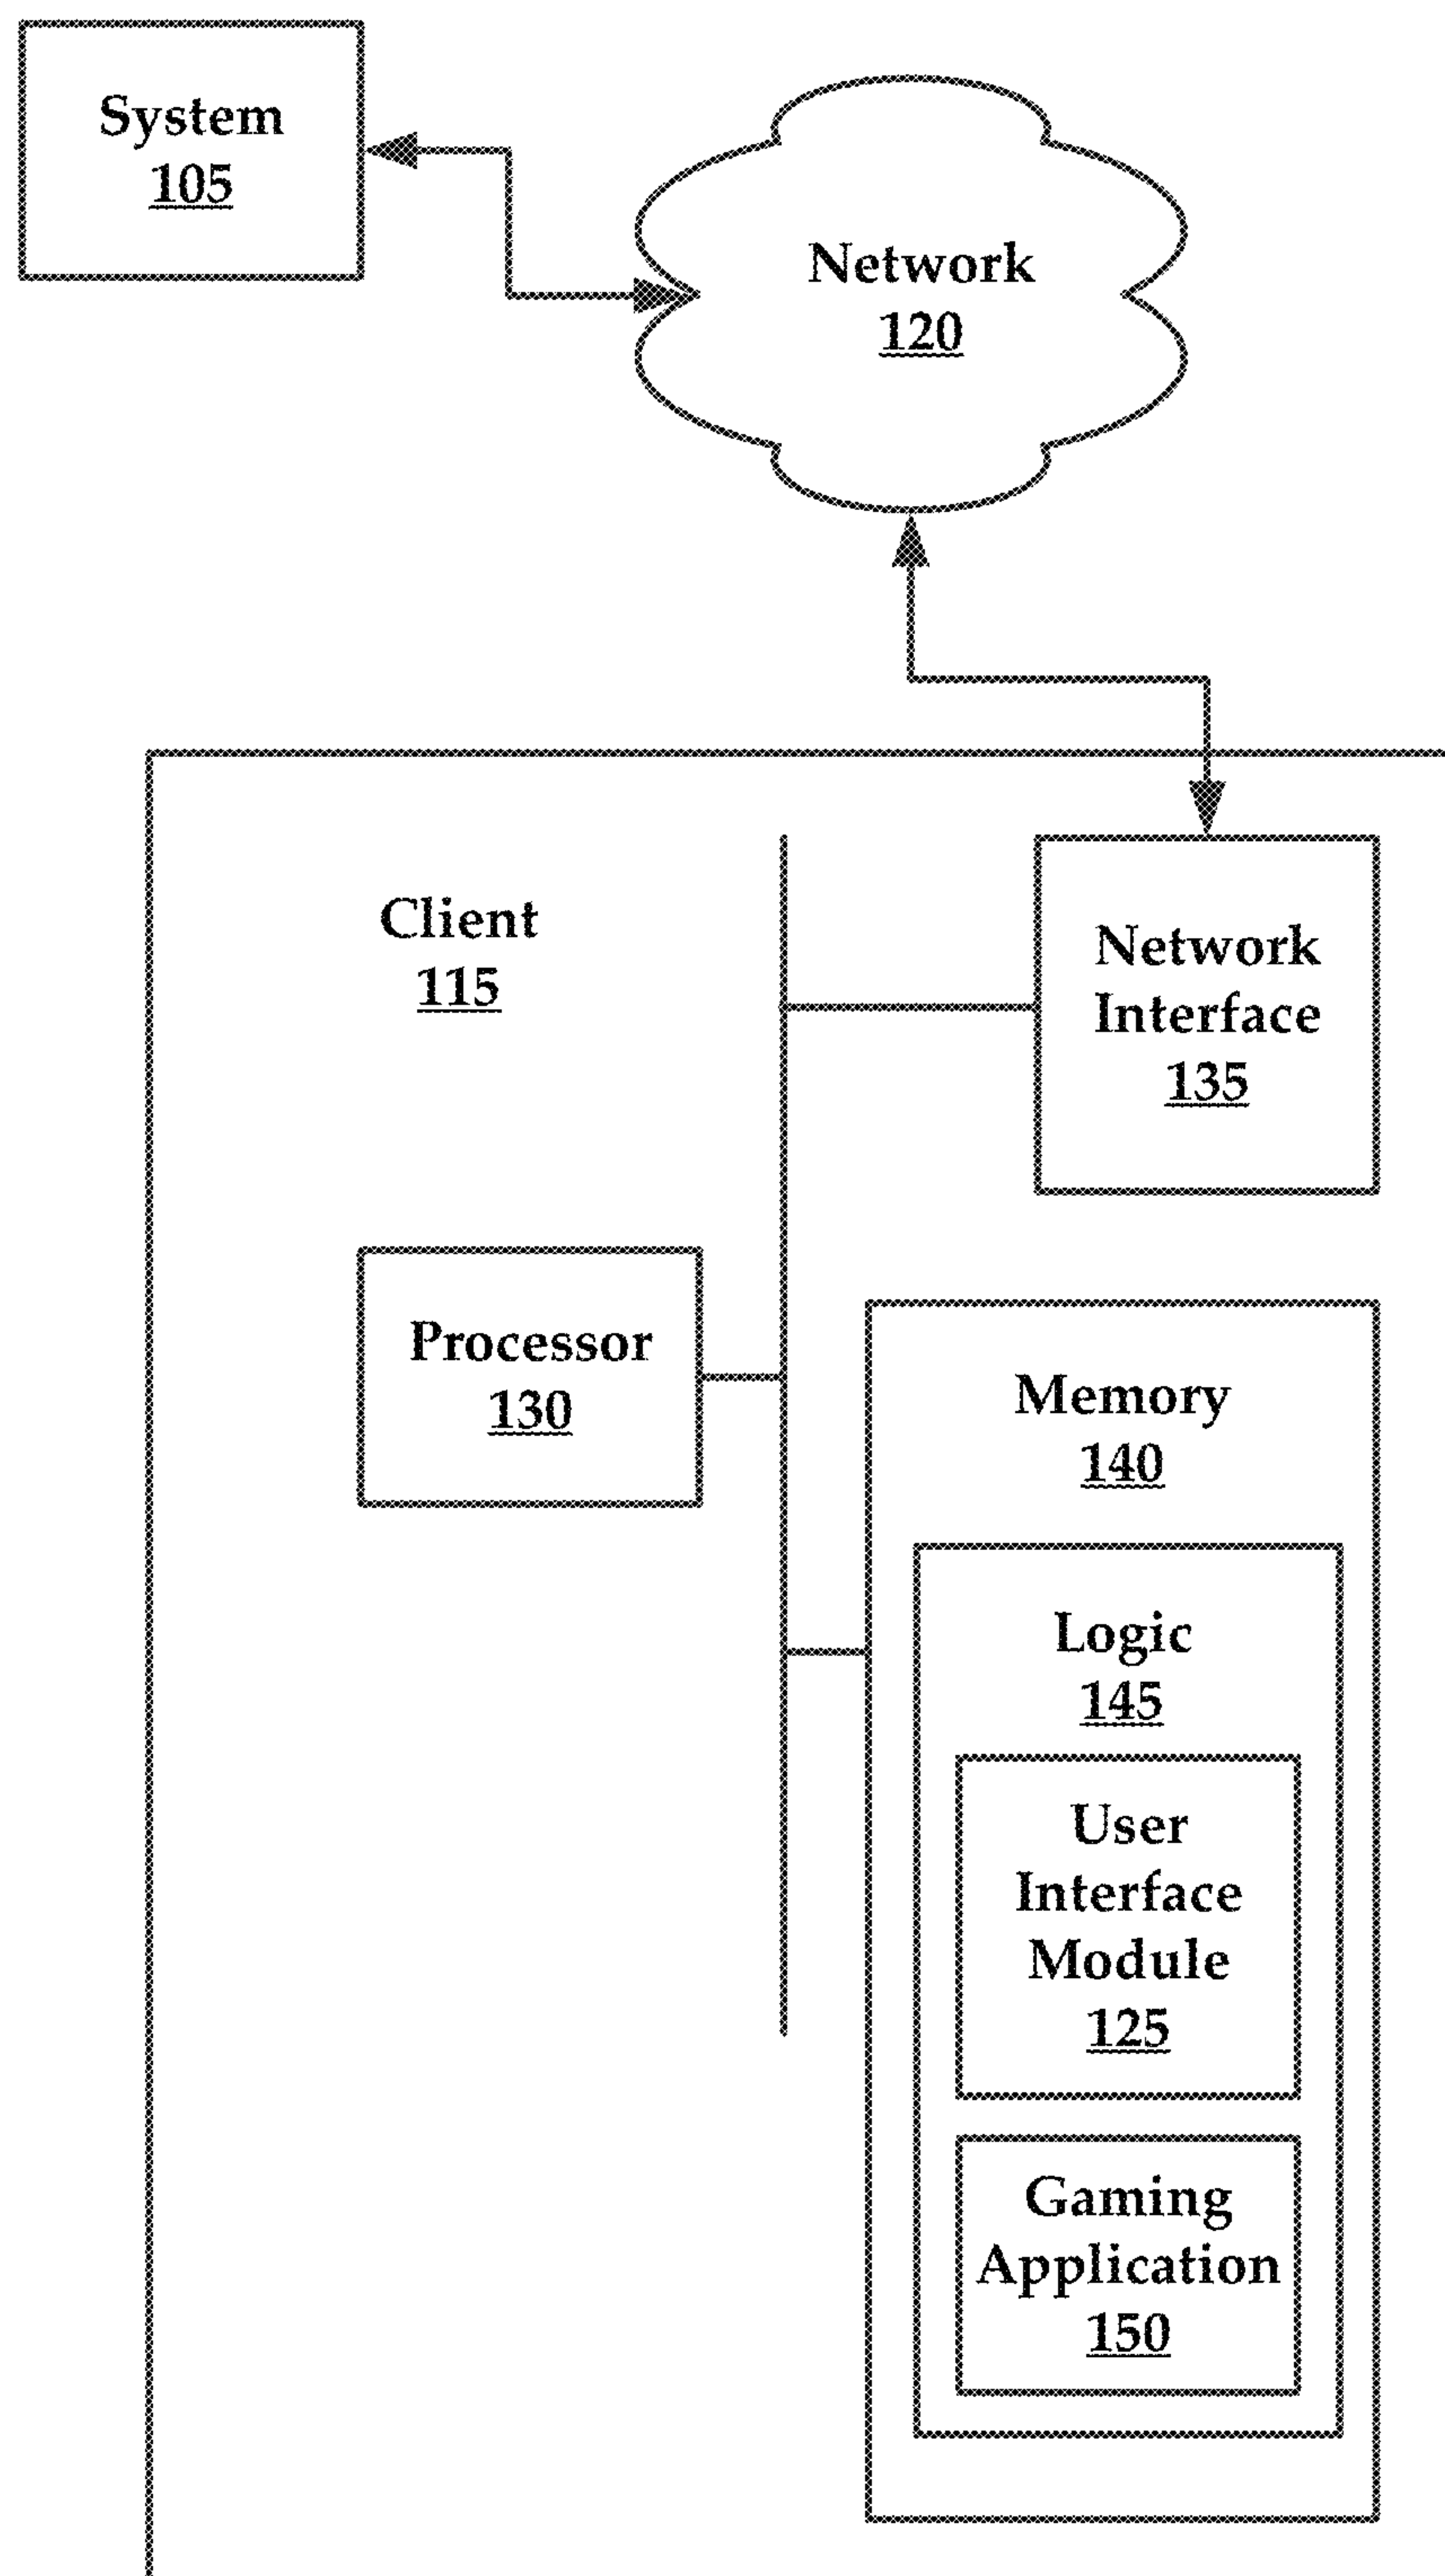 System
105
Network
120
Client
115
Network
Interface
135
Processor
130
Memory
140
Logic
145
User
Interface
Module
125
Gaming
Application
150